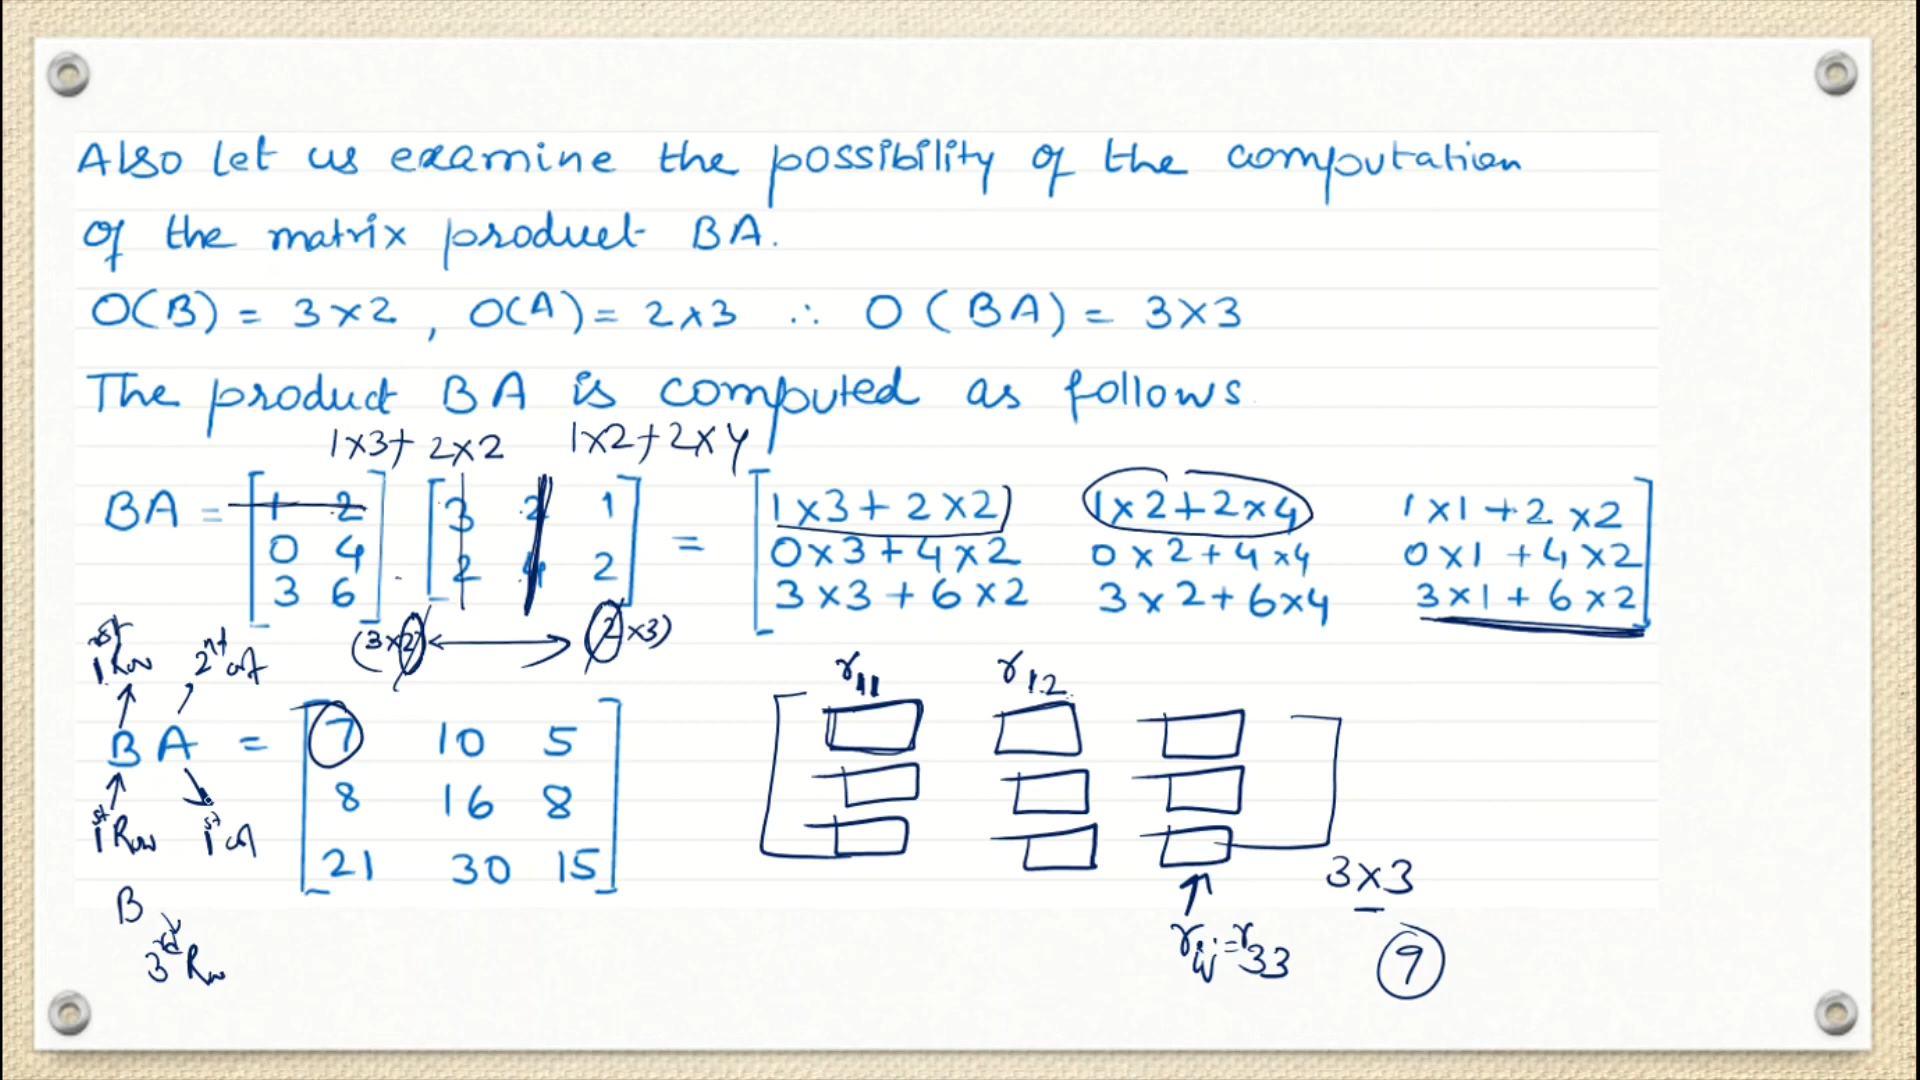 Also let us examine the possibility of the computation
of the matrix product BA.
O(B) = 3×2, O(A) = 2×3 ∴ O(BA) = 3×3
The product BA is computed as follows.
1×3+ 2×2 1×2+2×4
BA = [1 2 . [3 2 1 = [1×3+2×2 1×2+2×4 1×1+2×2
0 4 2 4 2] 0×3+4×2 0×2+4×4 0×1+4×2
3 6] 3×3+6×2 3×2+6×4 3×1+6×2]
(3×2) (2×3)
1st Row 2nd col
r11 r12
BA = [7 10 5
8 16 8
21 30 15]
1st Row 1st col
3×3
B
3rd Row
rij=r33 9